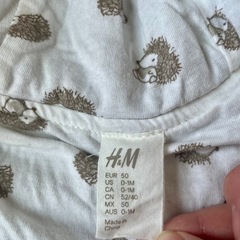 H&M
EUR 50
US 0-1M
CA 0-1M
CN 52/40
MX 50
AUS 0-1M
Made in
China